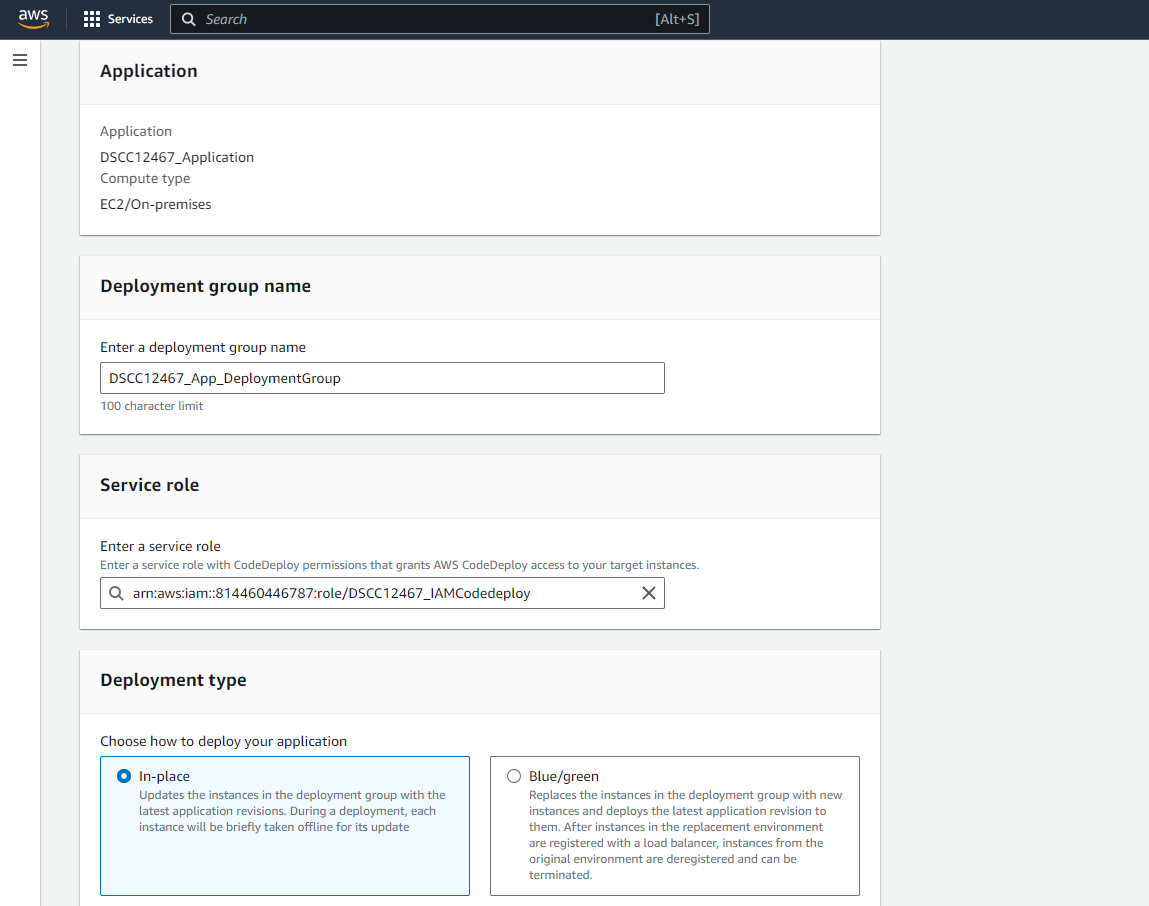 aws
Services
Search
[Alt+S]
Application
Application
DSCC12467_Application
Compute type
EC2/On-premises
Deployment group name
Enter a deployment group name
DSCC12467_App_DeploymentGroup
100 character limit
Service role
Enter a service role
Enter a service role with CodeDeploy permissions that grants AWS CodeDeploy access to your target instances.
arn:aws:iam::814460446787:role/DSCC12467_IAMCodedeploy
Deployment type
Choose how to deploy your application
In-place
Updates the instances in the deployment group with the
latest application revisions. During a deployment, each
instance will be briefly taken offline for its update
Blue/green
Replaces the instances in the deployment group with new
instances and deploys the latest application revision to
them. After instances in the replacement environment
are registered with a load balancer, instances from the
original environment are deregistered and can be
terminated.